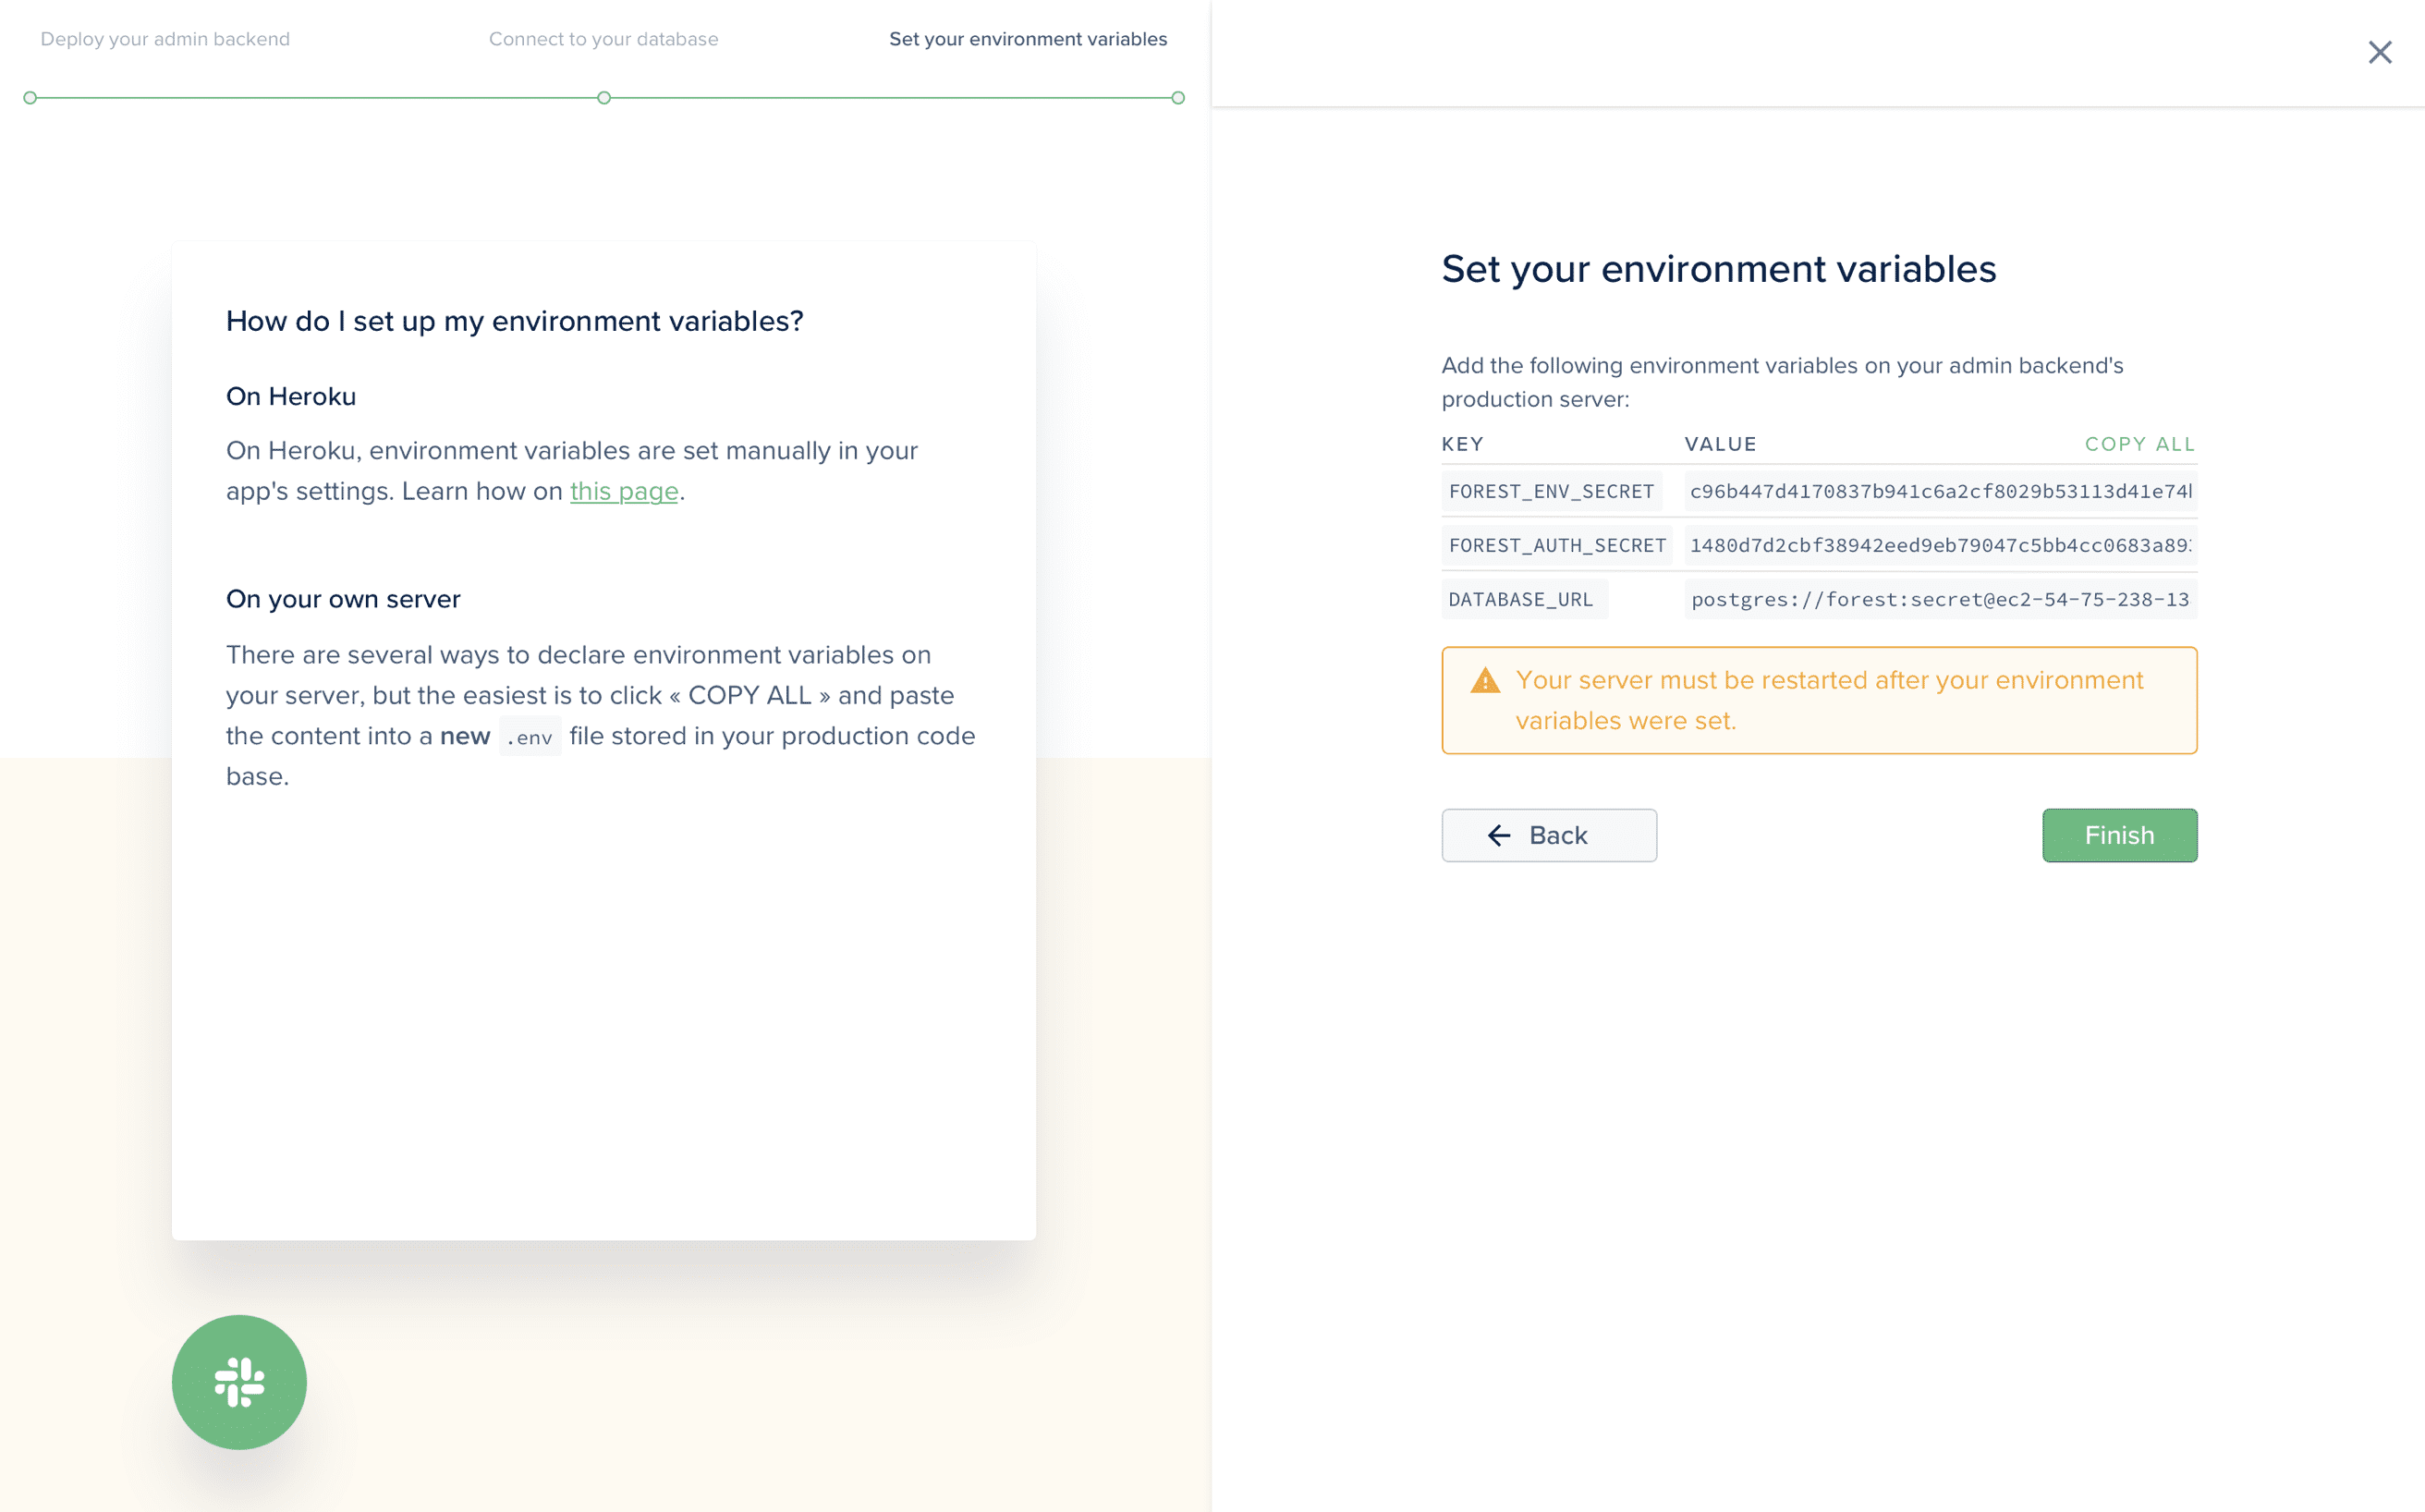 Deploy your admin backend
Connect to your database
Set your environment variables
How do I set up my environment variables?
On Heroku
On Heroku, environment variables are set manually in your
app's settings. Learn how on this page.
On your own server
There are several ways to declare environment variables on
your server, but the easiest is to click « COPY ALL » and paste
the content into a new .env file stored in your production code
base.
Set your environment variables
Add the following environment variables on your admin backend's
production server:
KEY VALUE COPY ALL
FOREST_ENV_SECRET c96b447d4170837b941c6a2cf8029b53113d41e74
FOREST_AUTH_SECRET 1480d7d2cbf38942eed9eb79047c5bb4cc0683a89
DATABASE_URL postgres://forest:secret@ec2-54-75-238-13
Your server must be restarted after your environment
variables were set.
Back
Finish